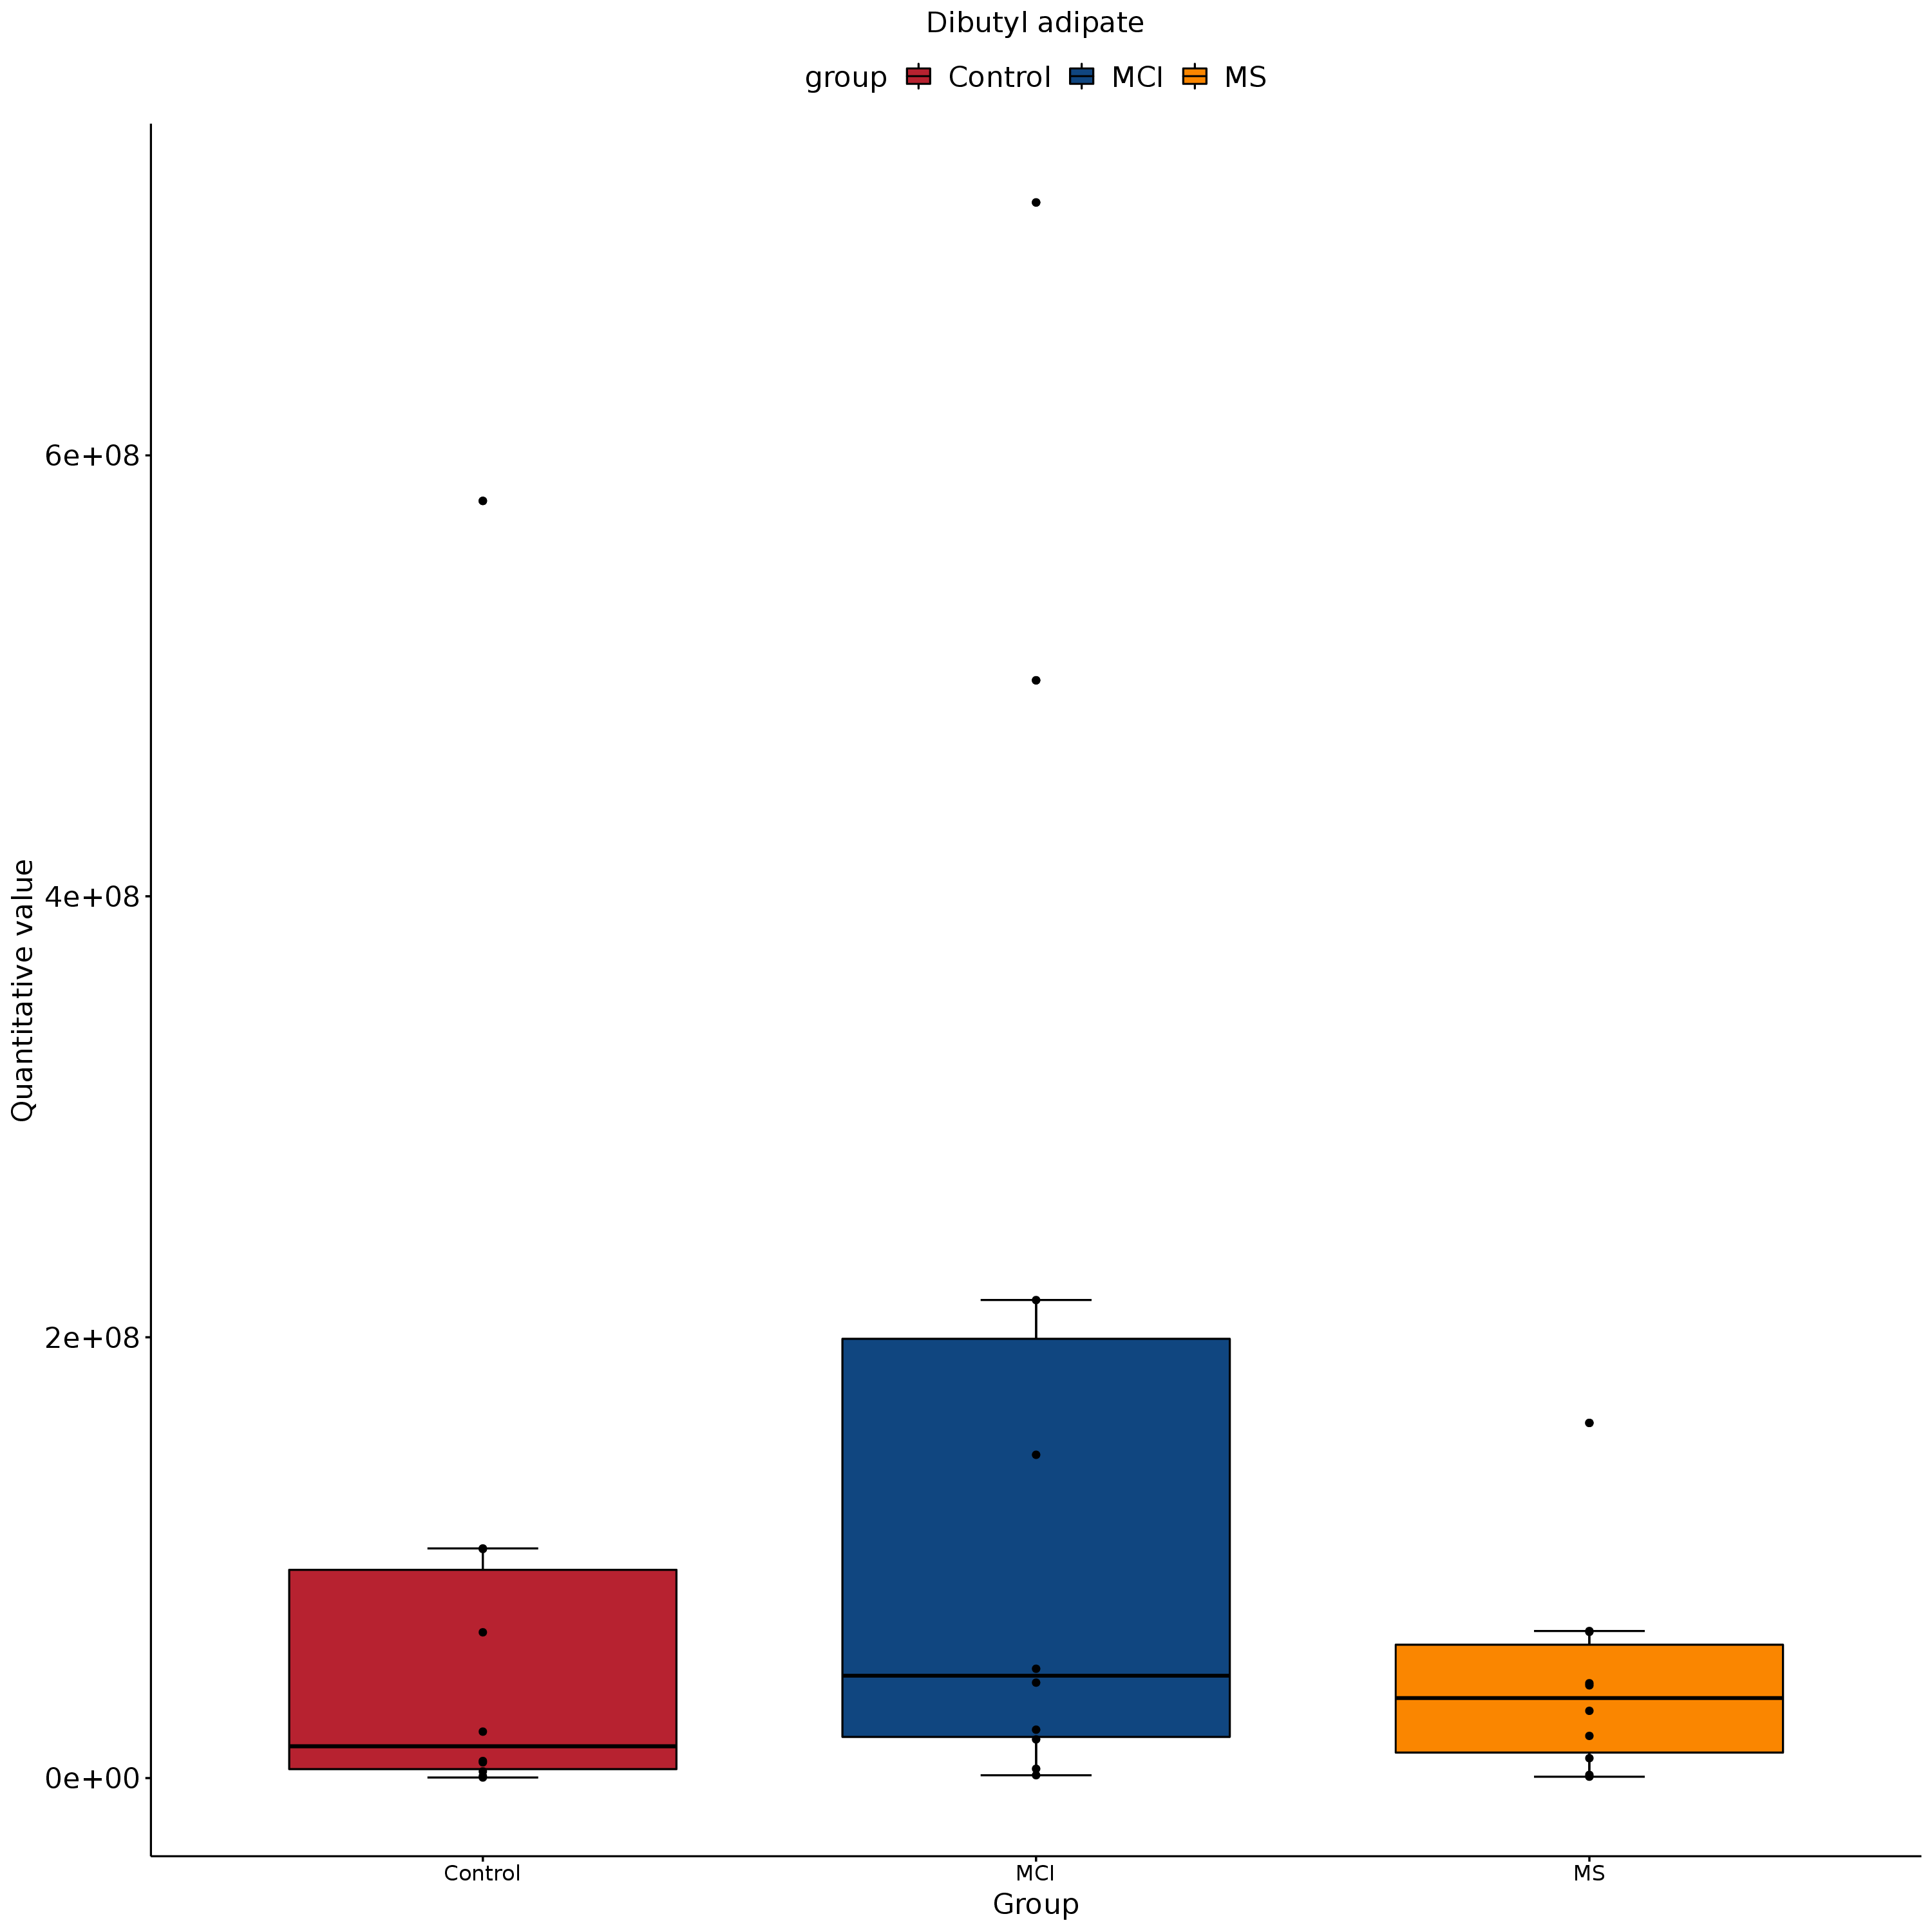 Dibutyl adipate
group Control MCI MS
6e+08
4e+08
2e+08
0e+00
Quantitative value
Control MCI MS
Group